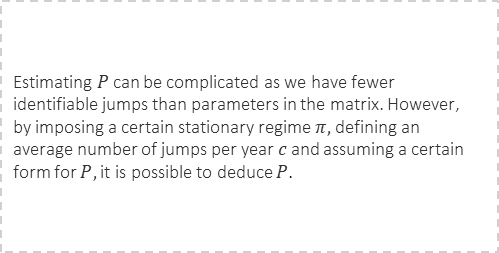 Estimating P can be complicated as we have fewer
identifiable jumps than parameters in the matrix. However,
by imposing a certain stationary regime π, defining an
average number of jumps per year c and assuming a certain
form for P, it is possible to deduce P.